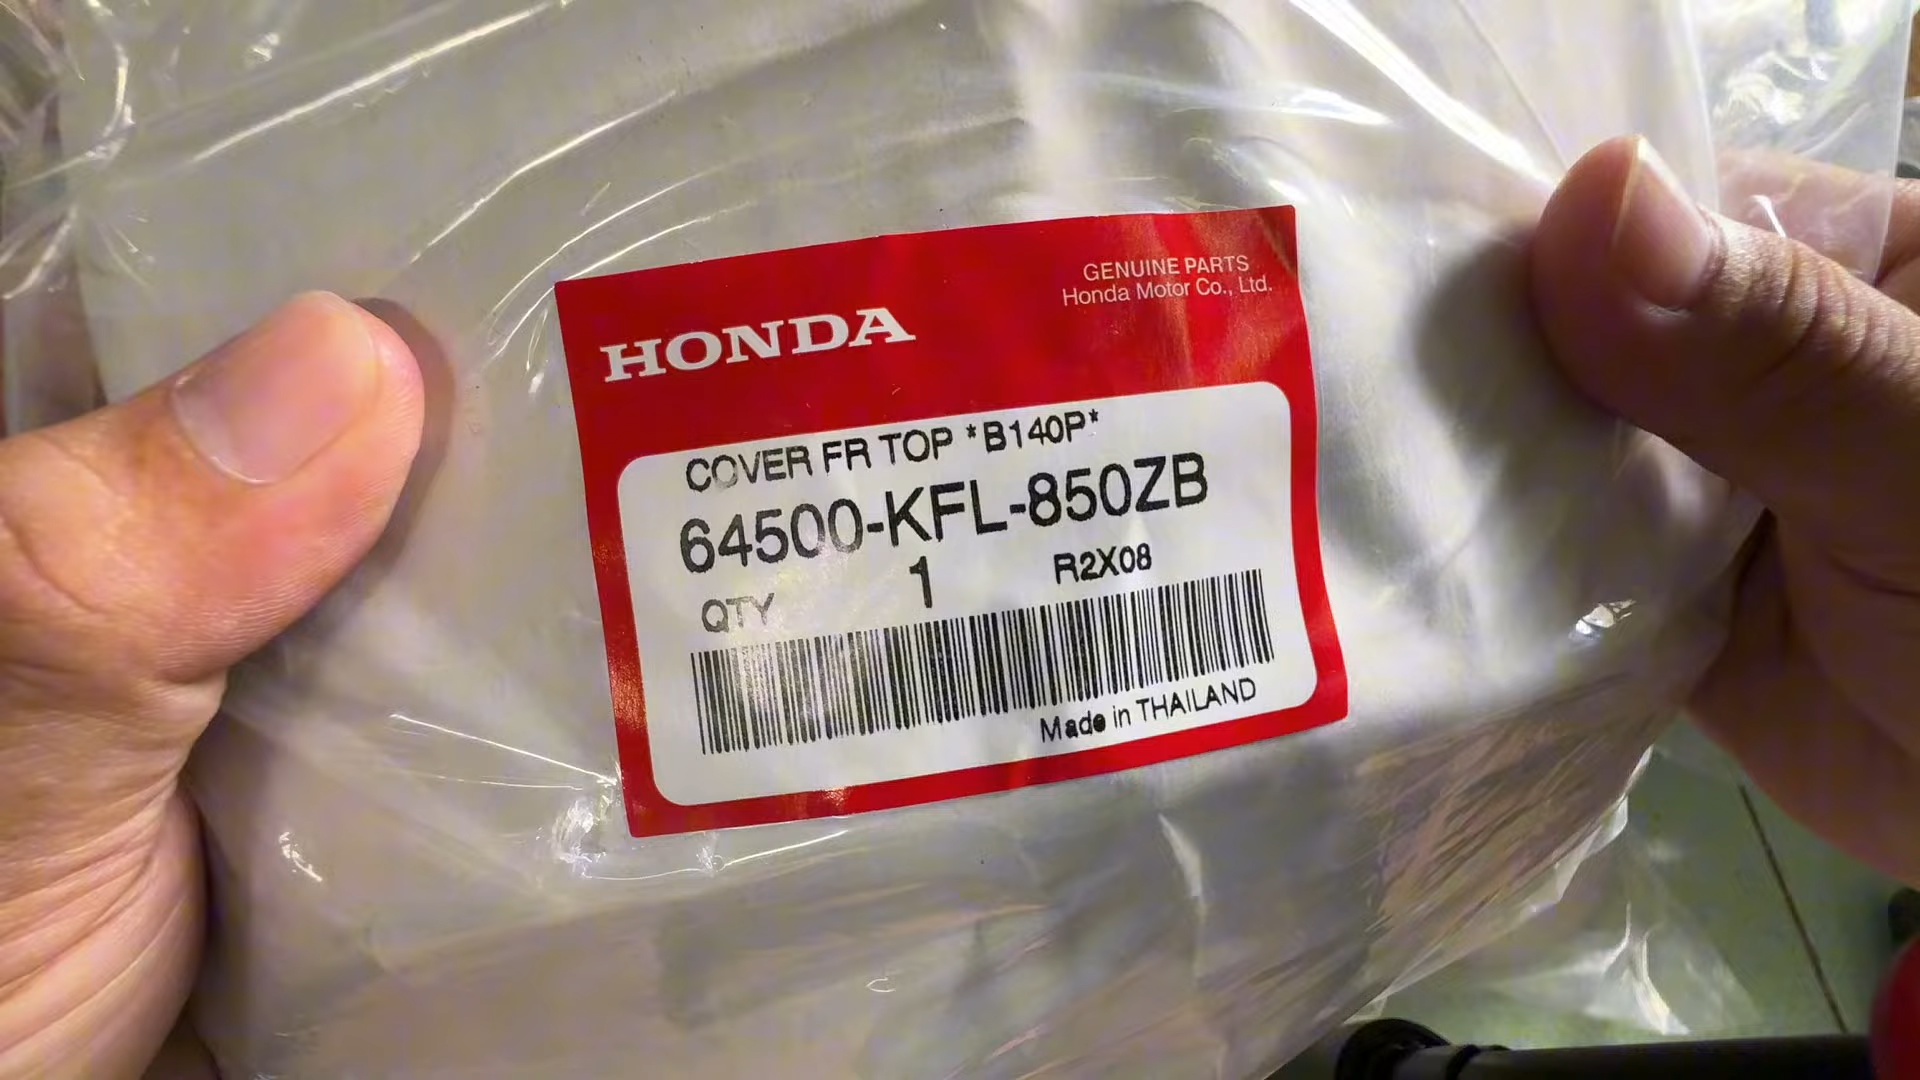 GENUINE PARTS
Honda Motor Co., Ltd.
HONDA
COVER FR TOP *B140P*
64500-KFL-850ZB
QTY 1 R2X08
Made in THAILAND